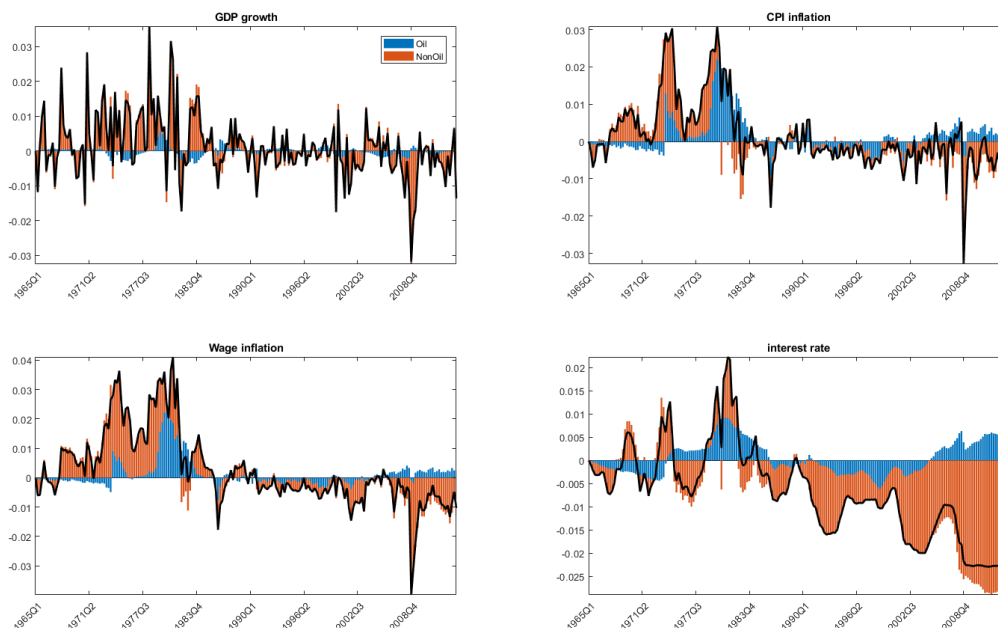 GDP growth
0.03
0.02
0.01
0
-0.01
-0.02
-0.03
Oil
NonOil
1965Q1
1971Q2
1977Q3
1983Q4
1990Q1
1996Q2
2002Q3
2008Q4
CPI inflation
0.03
0.02
0.01
0
-0.01
-0.02
-0.03
1965Q1
1971Q2
1977Q3
1983Q4
1990Q1
1996Q2
2002Q3
2008Q4
Wage inflation
0.04
0.03
0.02
0.01
0
-0.01
-0.02
-0.03
1965Q1
1971Q2
1977Q3
1983Q4
1990Q1
1996Q2
2002Q3
2008Q4
interest rate
0.02
0.015
0.01
0.005
0
-0.005
-0.01
-0.015
-0.02
-0.025
1965Q1
1971Q2
1977Q3
1983Q4
1990Q1
1996Q2
2002Q3
2008Q4